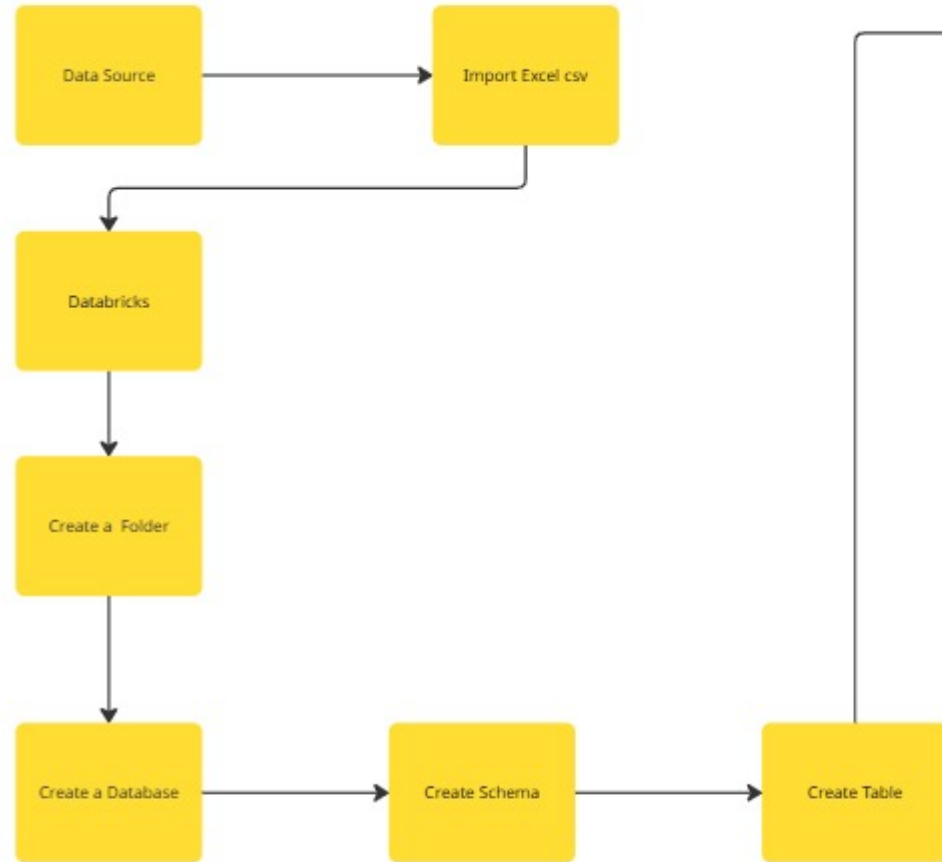 Data Source
Import Excel csv
Databricks
Create a  Folder
Create a Database
Create Schema
Create Table